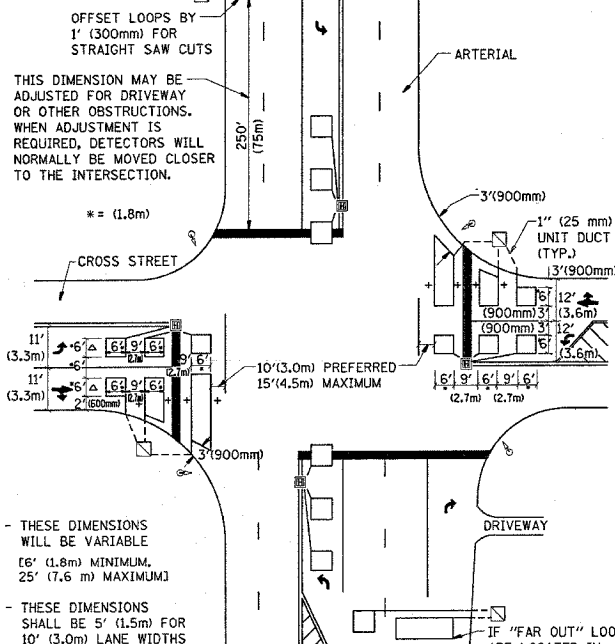 OFFSET LOOPS BY
1' (300mm) FOR
STRAIGHT SAW CUTS
THIS DIMENSION MAY BE
ADJUSTED FOR DRIVEWAY
OR OTHER OBSTRUCTIONS.
WHEN ADJUSTMENT IS
REQUIRED, DETECTORS WILL
NORMALLY BE MOVED CLOSER
TO THE INTERSECTION.
* = (1.8m)
250'
(75m)
ARTERIAL
3'(900mm)
1" (25 mm)
UNIT DUCT
(TYP.)
CROSS STREET
3'(900mm)
6'
12'
(3.6m)
(900mm) 3'
(900mm) 3'
12'
6'
(3.6m)
11'
(3.3m)
*6'
6' 9' 6'
(2.7m)
*6'
9' 6'
(2.7m)
11'
(3.3m)
*6'
6' 9' 6'
(2.7m)
2' (600mm)
10'(3.0m) PREFERRED
15'(4.5m) MAXIMUM
6' 9' 6' 9' 6'
(2.7m) (2.7m)
3'(900mm)
- THESE DIMENSIONS
WILL BE VARIABLE
[6' (1.8m) MINIMUM.
25' (7.6 m) MAXIMUM]
DRIVEWAY
- THESE DIMENSIONS
SHALL BE 5' (1.5m) FOR
10' (3.0m) LANE WIDTHS
IF "FAR OUT" LOO